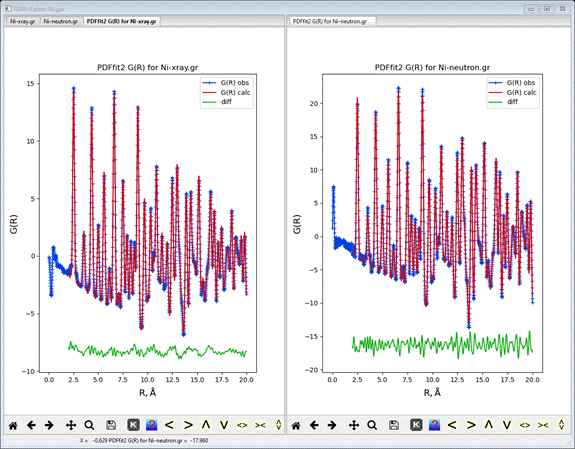 GSAS-II plots: Ni.gpx
Ni-xray.gr Ni-neutron.gr PDFfit2 G(R) for Ni-xray.gr
PDFfit2 G(R) for Ni-neutron.gr
PDFfit2 G(R) for Ni-xray.gr
G(R) obs
G(R) calc
diff
15
10
5
0
−5
−10
G(R)
0.0 2.5 5.0 7.5 10.0 12.5 15.0 17.5 20.0
R, Å
PDFfit2 G(R) for Ni-neutron.gr
G(R) obs
G(R) calc
diff
20
15
10
5
0
−5
−10
−15
−20
G(R)
0.0 2.5 5.0 7.5 10.0 12.5 15.0 17.5 20.0
R, Å
K ?
K ?
X = -0.629 PDFfit2 G(R) for Ni-neutron.gr = -17.960